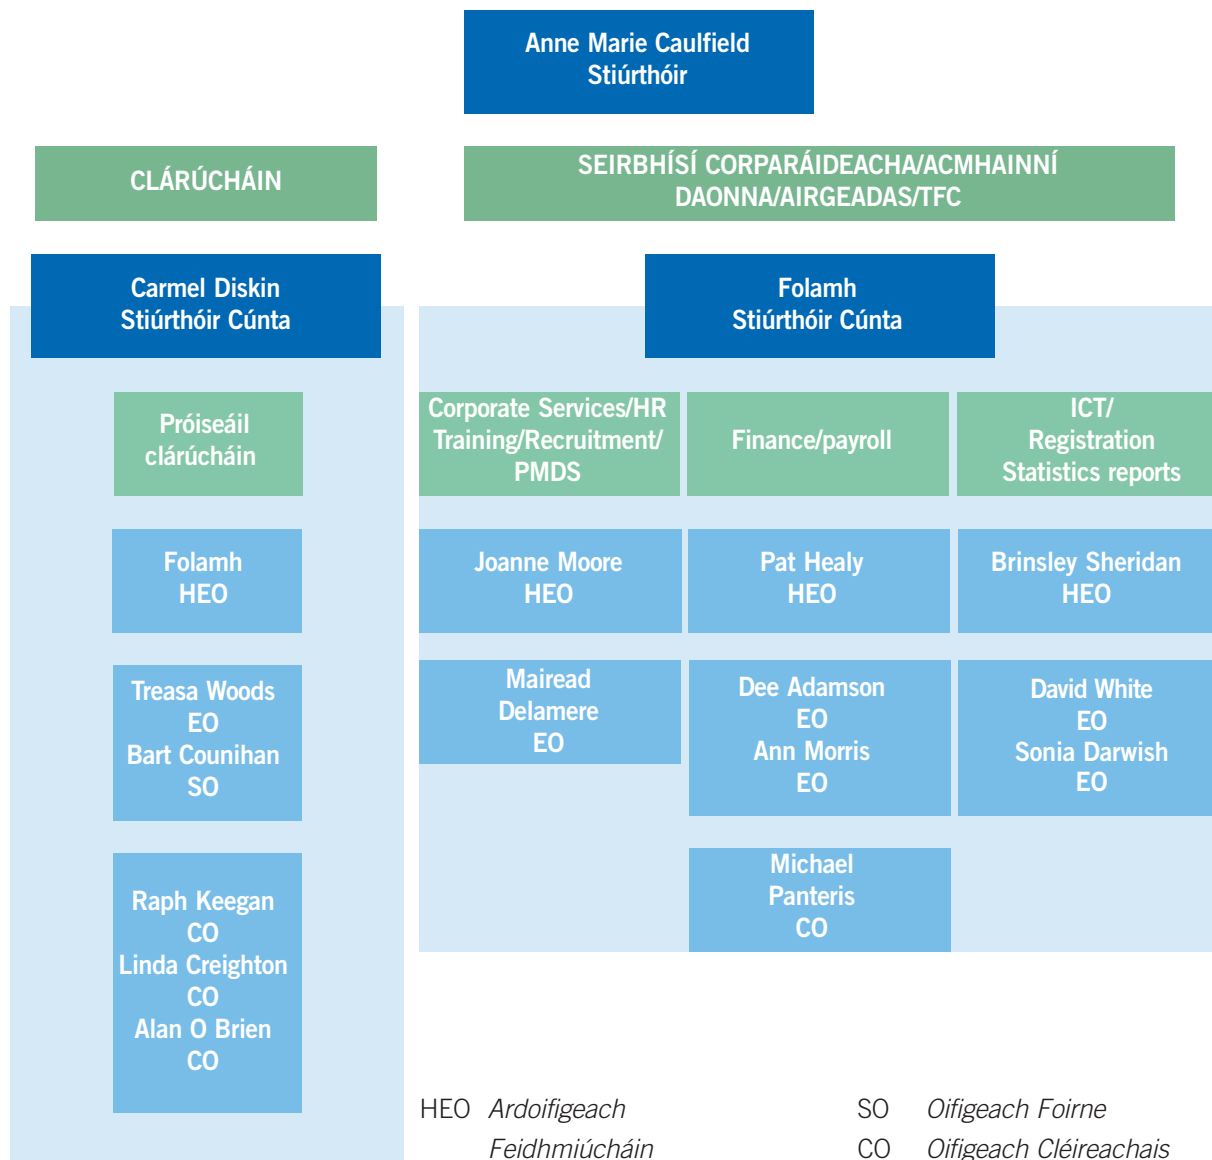 Anne Marie Caulfield
Stiúrthóir
CLÁRÚCHÁIN
SEIRBHÍSÍ CORPARÁIDEACHA/ACMHAINNÍ
DAONNA/AIRGEADAS/TFC
Carmel Diskin
Stiúrthóir Cúnta
Folamh
Stiúrthóir Cúnta
Próiseáil
clárúcháin
Corporate Services/HR
Training/Recruitment/
PMDS
Finance/payroll
ICT/
Registration
Statistics reports
Folamh
HEO
Joanne Moore
HEO
Pat Healy
HEO
Brinsley Sheridan
HEO
Treasa Woods
EO
Bart Counihan
SO
Mairead
Delamere
EO
Dee Adamson
EO
Ann Morris
EO
David White
EO
Sonia Darwish
EO
Michael
Panteris
CO
Raph Keegan
CO
Linda Creighton
CO
Alan O Brien
CO
HEO Ardoifigeach
Feidhmiúcháin
SO Oifigeach Foirne
CO Oifigeach Cléireachais